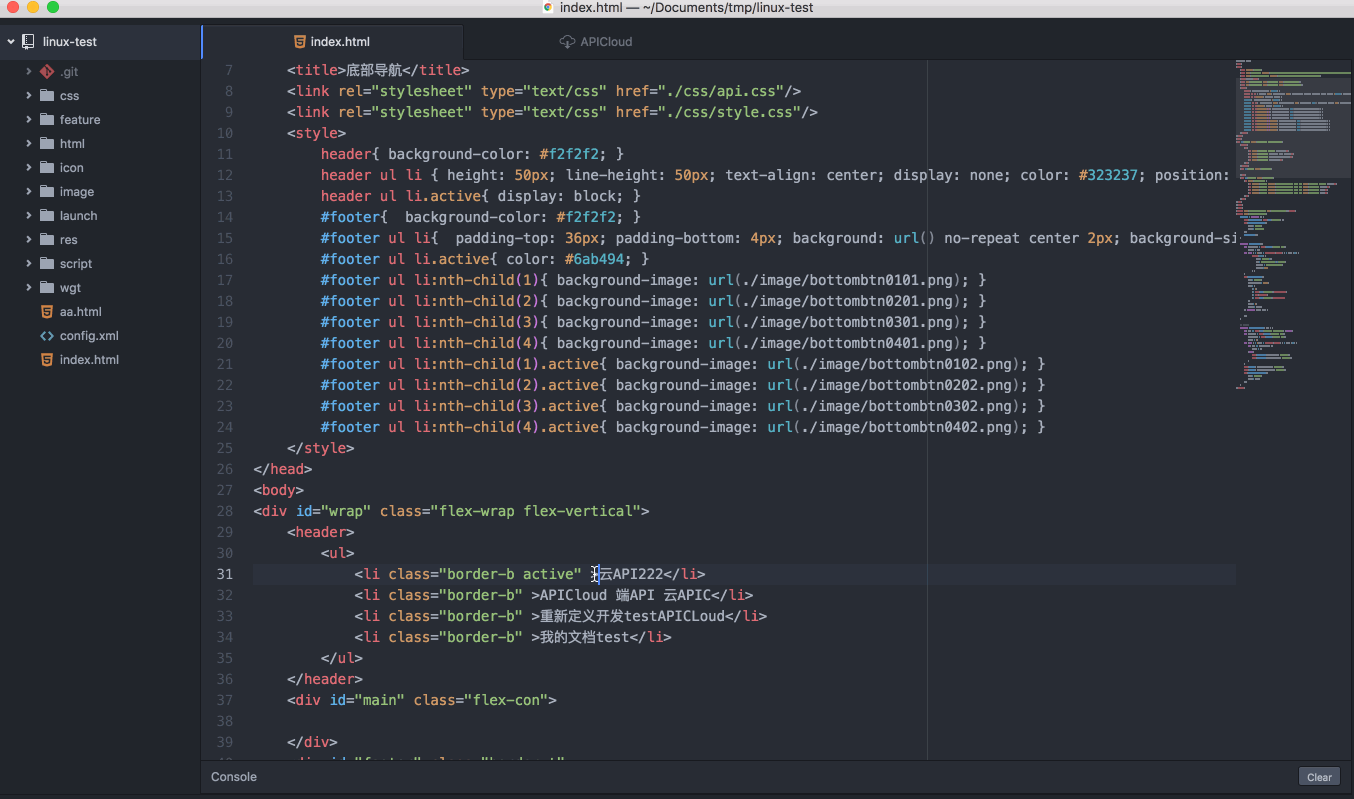 index.html — ~/Documents/tmp/linux-test
linux-test
.git
css
feature
html
icon
image
launch
res
script
wgt
aa.html
config.xml
index.html
index.html
APICloud
7 <title>底部导航</title>
8 <link rel="stylesheet" type="text/css" href="./css/api.css"/>
9 <link rel="stylesheet" type="text/css" href="./css/style.css"/>
10 <style>
11 header{ background-color: #f2f2f2; }
12 header ul li { height: 50px; line-height: 50px; text-align: center; display: none; color: #323237; position:
13 header ul li.active{ display: block; }
14 #footer{  background-color: #f2f2f2; }
15 #footer ul li{  padding-top: 36px; padding-bottom: 4px; background: url() no-repeat center 2px; background-si
16 #footer ul li.active{ color: #6ab494; }
17 #footer ul li:nth-child(1){ background-image: url(./image/bottombtn0101.png); }
18 #footer ul li:nth-child(2){ background-image: url(./image/bottombtn0201.png); }
19 #footer ul li:nth-child(3){ background-image: url(./image/bottombtn0301.png); }
20 #footer ul li:nth-child(4){ background-image: url(./image/bottombtn0401.png); }
21 #footer ul li:nth-child(1).active{ background-image: url(./image/bottombtn0102.png); }
22 #footer ul li:nth-child(2).active{ background-image: url(./image/bottombtn0202.png); }
23 #footer ul li:nth-child(3).active{ background-image: url(./image/bottombtn0302.png); }
24 #footer ul li:nth-child(4).active{ background-image: url(./image/bottombtn0402.png); }
25 </style>
26 </head>
27 <body>
28 <div id="wrap" class="flex-wrap flex-vertical">
29 <header>
30 <ul>
31 <li class="border-b active" >云API222</li>
32 <li class="border-b" >APICloud 端API 云APIC</li>
33 <li class="border-b" >重新定义开发testAPICLoud</li>
34 <li class="border-b" >我的文档test</li>
35 </ul>
36 </header>
37 <div id="main" class="flex-con">
38
39 </div>
Console
Clear